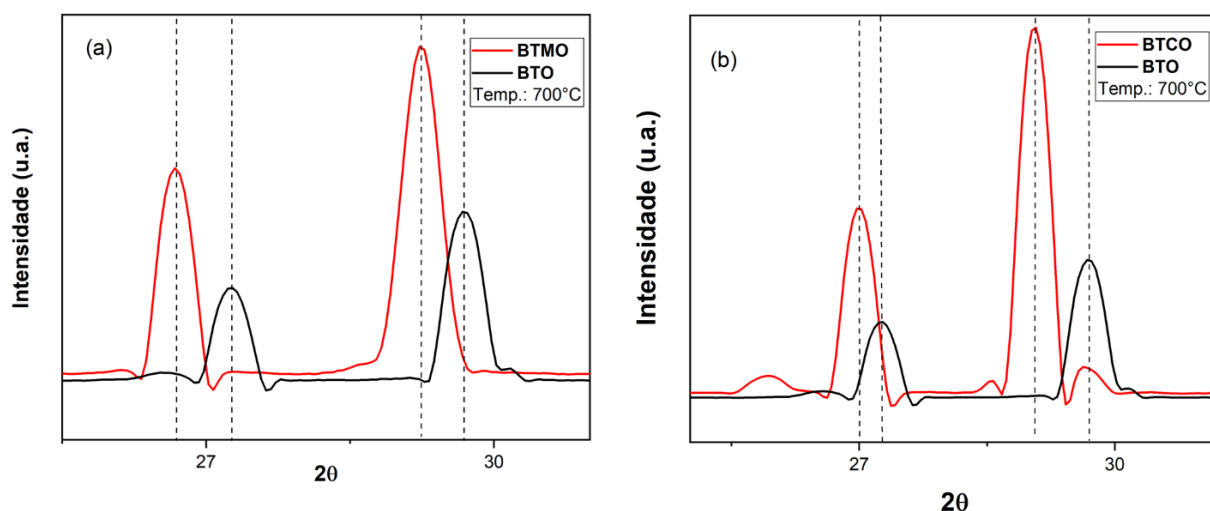 (a)
BTMO
BTO
Temp.: 700°C
Intensidade (u.a.)
27
30
2θ
(b)
BTCO
BTO
Temp.: 700°C
Intensidade (u.a.)
27
30
2θ